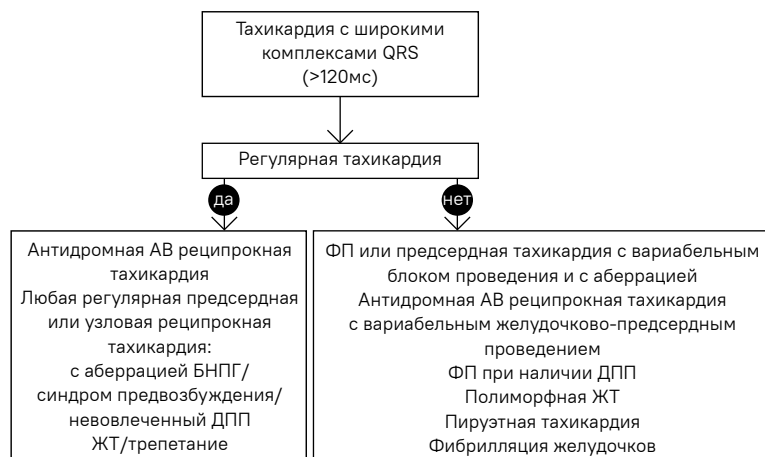 Тахикардия с широкими
комплексами QRS
(>120мс)
Регулярная тахикардия
да
нет
Антидромная АВ реципрокная
тахикардия
Любая регулярная предсердная
или узловая реципрокная
тахикардия:
с аберрацией БНПГ/
синдром предвозбуждения/
невовлеченный ДПП
ЖТ/трепетание
ФП или предсердная тахикардия с вариабельным
блоком проведения и с аберрацией
Антидромная АВ реципрокная тахикардия
с вариабельным желудочково-предсердным
проведением
ФП при наличии ДПП
Полиморфная ЖТ
Пируэтная тахикардия
Фибрилляция желудочков